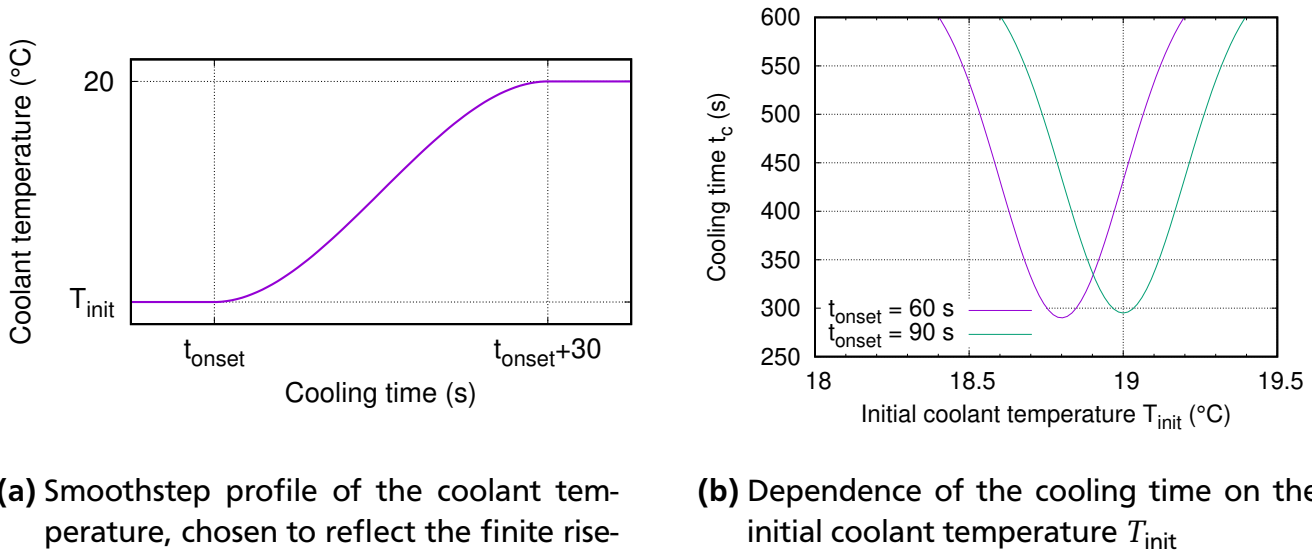 Coolant temperature (°C)
20
T_init
t_onset
t_onset+30
Cooling time (s)
Cooling time t_c (s)
600
550
500
450
400
350
300
250
t_onset = 60 s
t_onset = 90 s
18
18.5
19
19.5
Initial coolant temperature T_init (°C)
(a) Smoothstep profile of the coolant tem-
perature, chosen to reflect the finite rise-
(b) Dependence of the cooling time on the
initial coolant temperature T_init